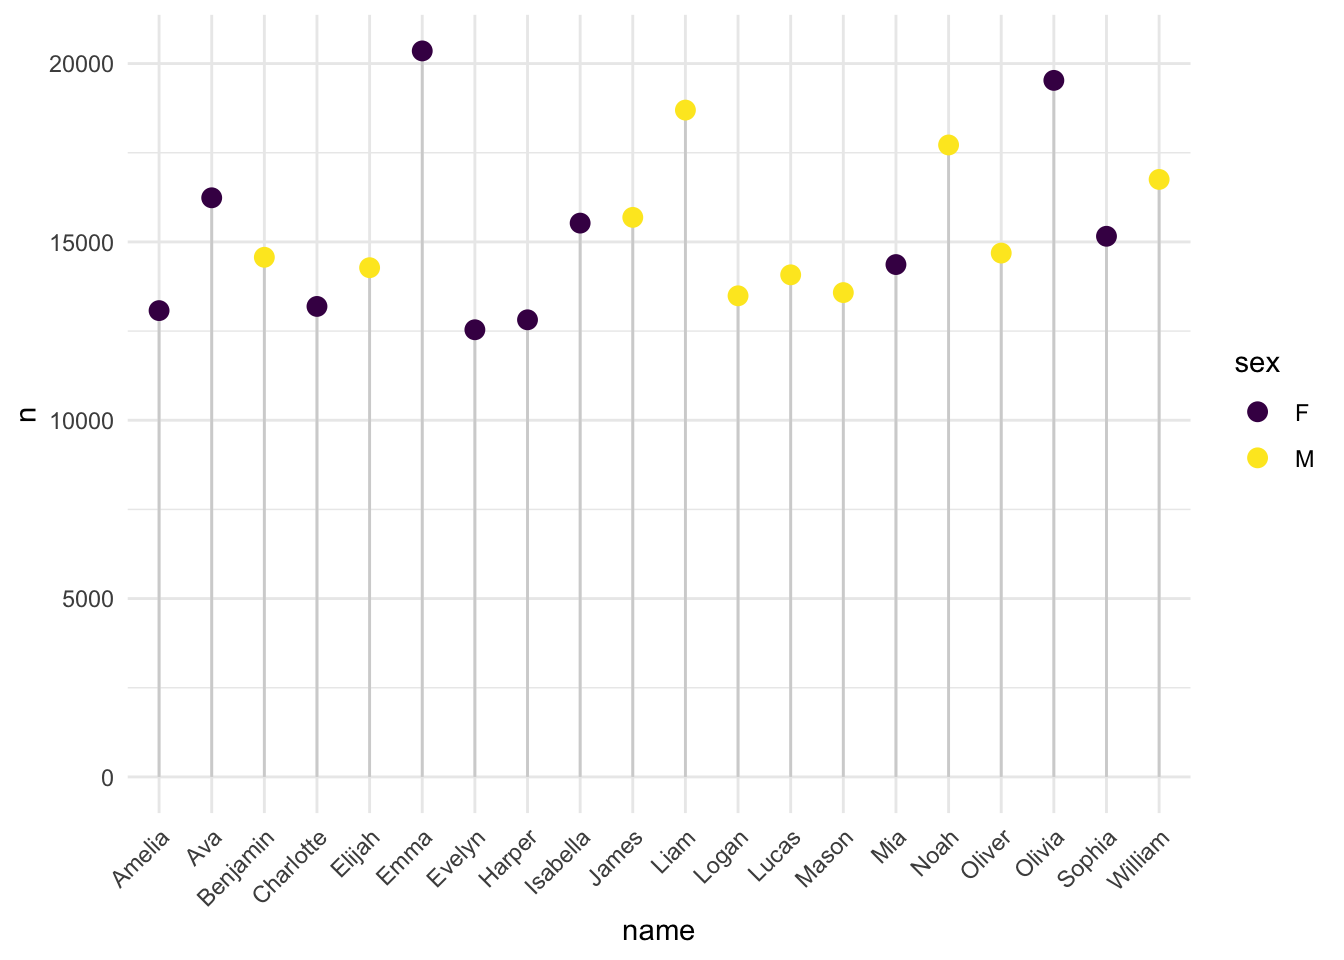 20000
15000
10000
5000
0
n
Amelia
Ava
Benjamin
Charlotte
Elijah
Emma
Evelyn
Harper
Isabella
James
Liam
Logan
Lucas
Mason
Mia
Noah
Oliver
Olivia
Sophia
William
name
sex
F
M